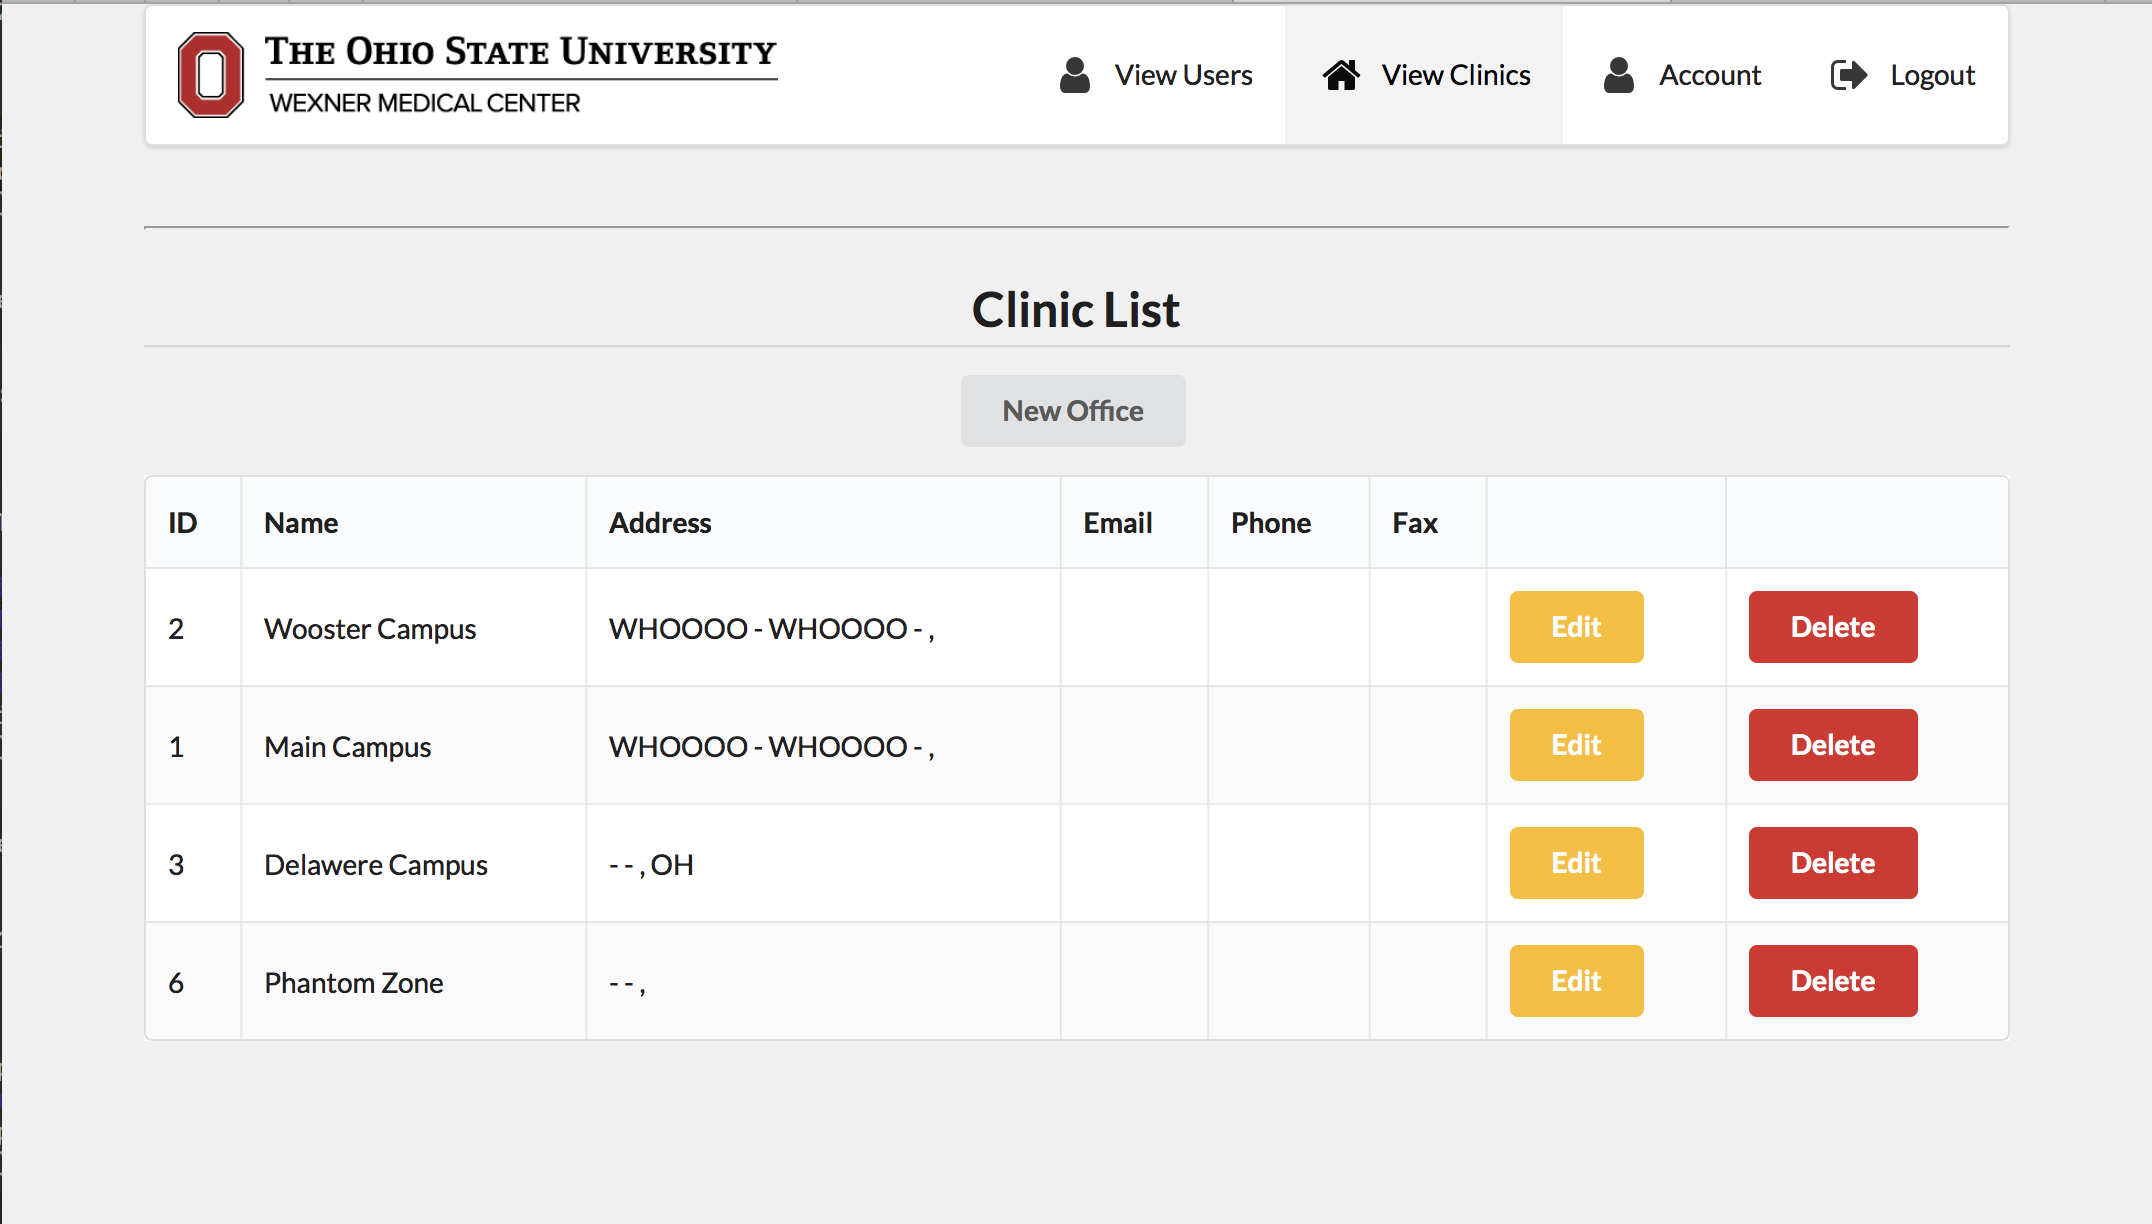 THE OHIO STATE UNIVERSITY
WEXNER MEDICAL CENTER
View Users View Clinics Account Logout
Clinic List
New Office
ID Name Address Email Phone Fax
2 Wooster Campus WHOOOO - WHOOOO - , Edit Delete
1 Main Campus WHOOOO - WHOOOO - , Edit Delete
3 Delawere Campus - - , OH Edit Delete
6 Phantom Zone - - , Edit Delete